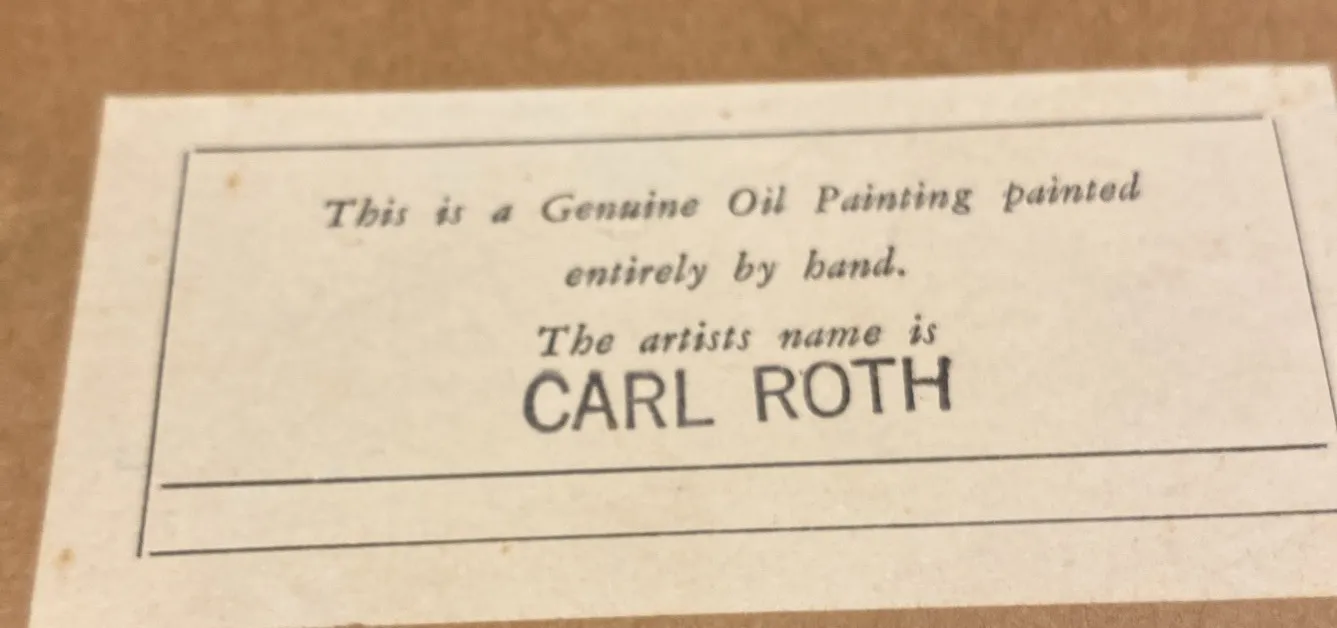 This is a Genuine Oil Painting painted
entirely by hand.
The artists name is
CARL ROTH